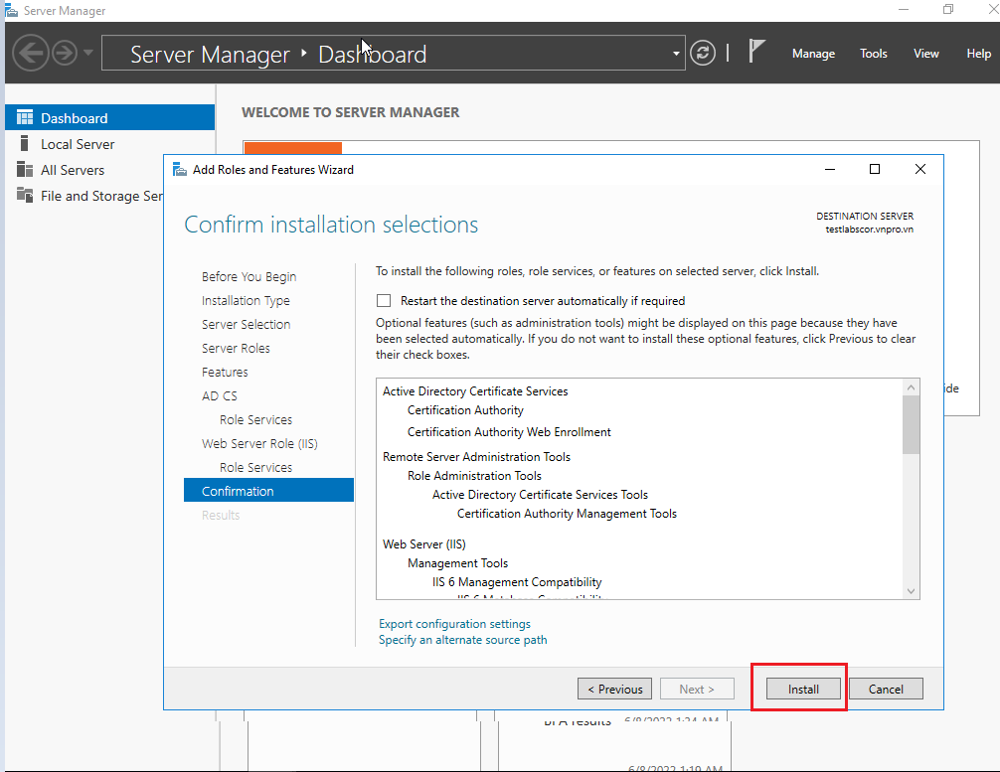 Server Manager
Server Manager ‣ Dashboard
Manage Tools View Help
Dashboard
Local Server
All Servers
File and Storage Ser
WELCOME TO SERVER MANAGER
Add Roles and Features Wizard
Confirm installation selections
DESTINATION SERVER
testlabscor.vnpro.vn
Before You Begin
Installation Type
Server Selection
Server Roles
Features
AD CS
Role Services
Web Server Role (IIS)
Role Services
Confirmation
Results
To install the following roles, role services, or features on selected server, click Install.
Restart the destination server automatically if required
Optional features (such as administration tools) might be displayed on this page because they have
been selected automatically. If you do not want to install these optional features, click Previous to clear
their check boxes.
Active Directory Certificate Services
Certification Authority
Certification Authority Web Enrollment
Remote Server Administration Tools
Role Administration Tools
Active Directory Certificate Services Tools
Certification Authority Management Tools
Web Server (IIS)
Management Tools
IIS 6 Management Compatibility
IIS 6 Metabase Compatibility
ide
Export configuration settings
Specify an alternate source path
< Previous
Next >
Install
Cancel
BPA results 6/8/2022 1:24 AM
6/8/2022 1:19 AM